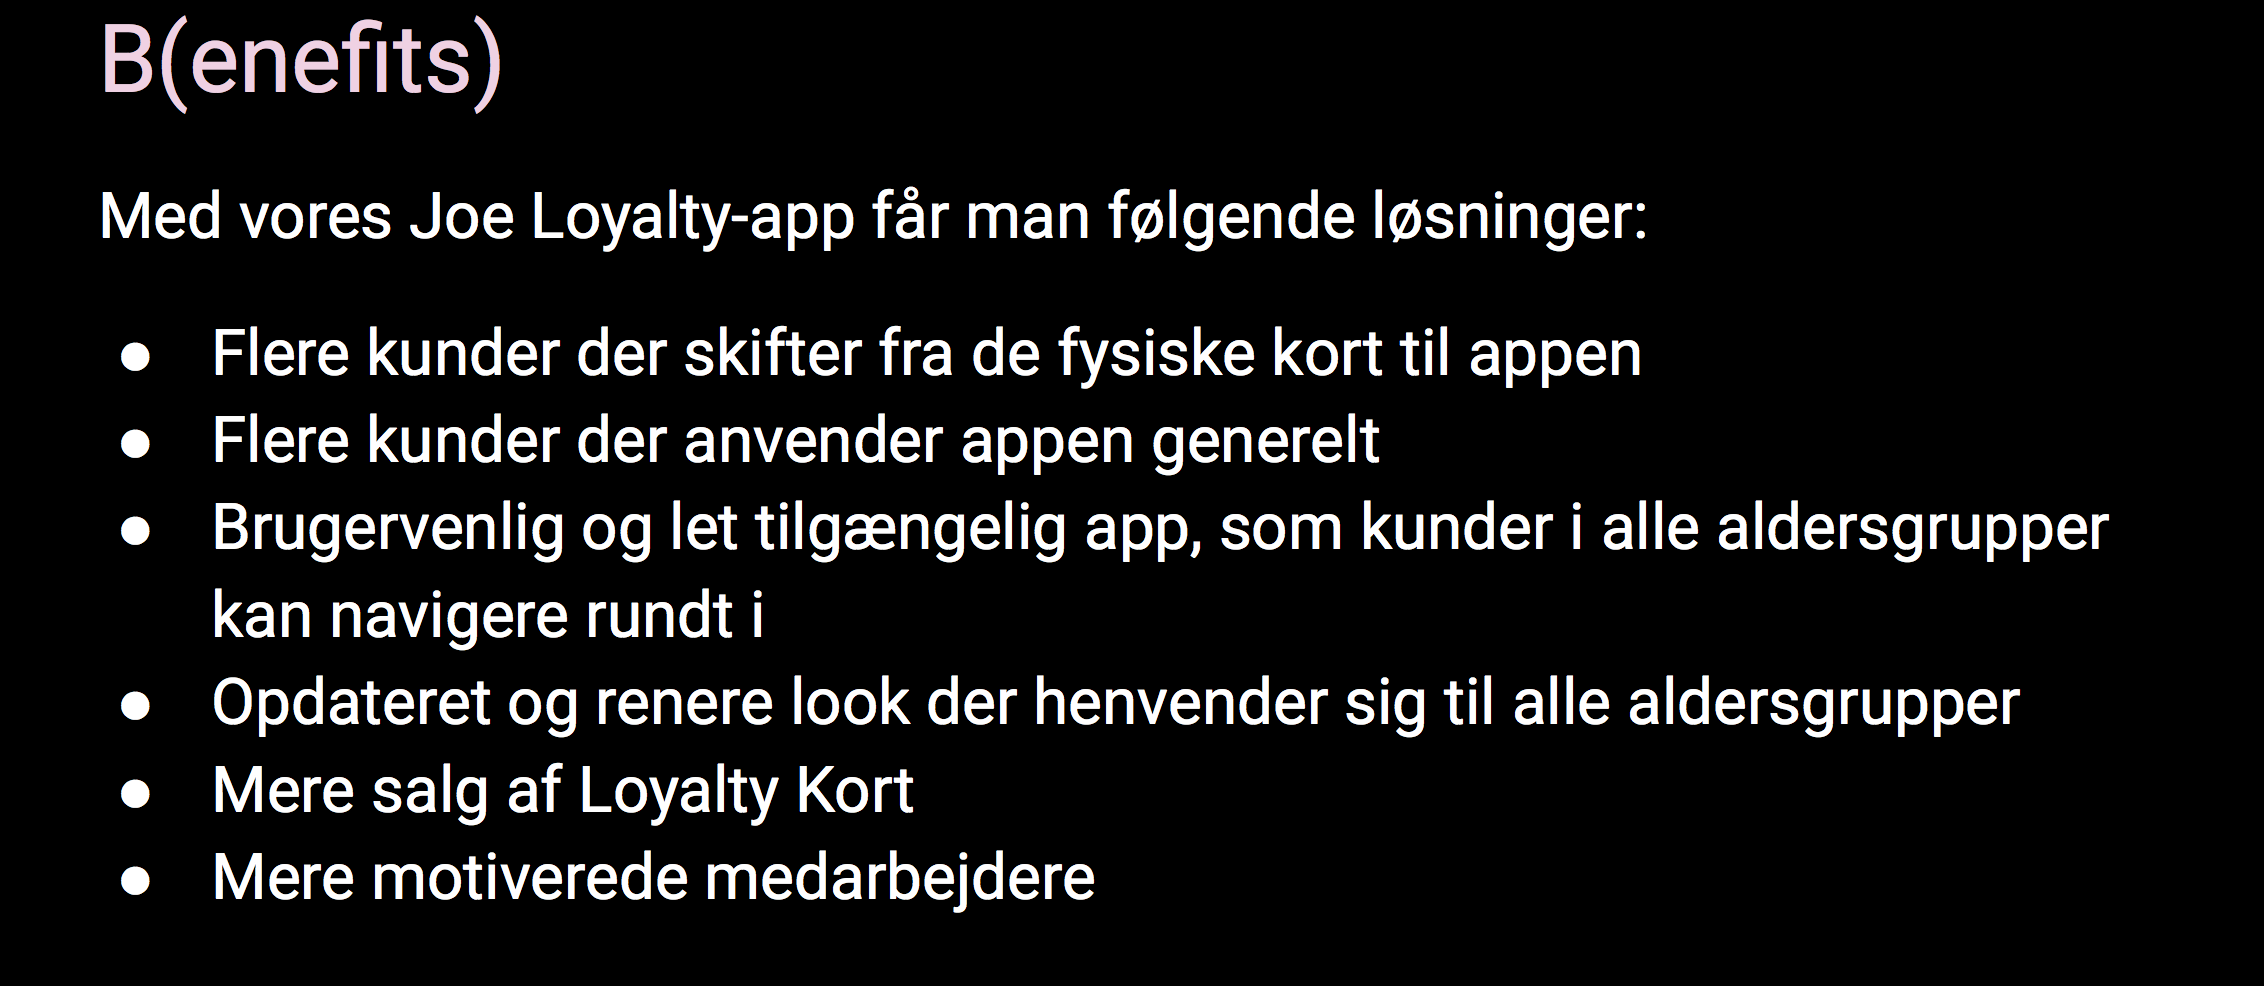 B(enefits)
Med vores Joe Loyalty-app får man følgende løsninger:
● Flere kunder der skifter fra de fysiske kort til appen
● Flere kunder der anvender appen generelt
● Brugervenlig og let tilgængelig app, som kunder i alle aldersgrupper
kan navigere rundt i
● Opdateret og renere look der henvender sig til alle aldersgrupper
● Mere salg af Loyalty Kort
● Mere motiverede medarbejdere